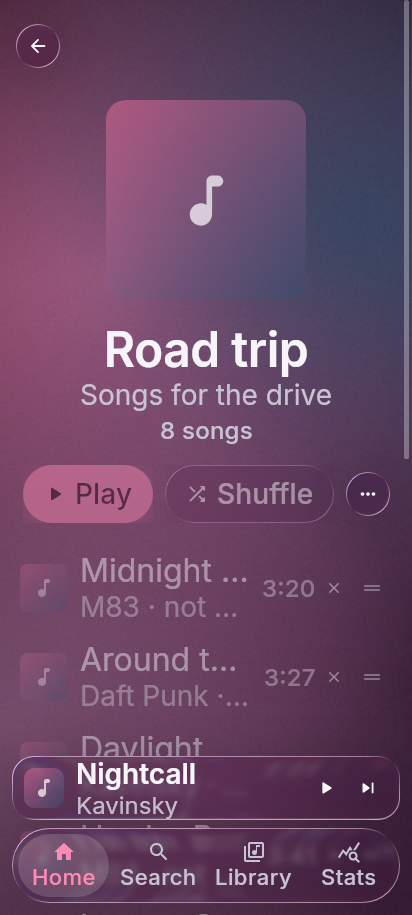 Road trip
Songs for the drive
8 songs
Play
Shuffle
Midnight ...
3:20
M83 · not ...
Around t...
3:27
Daft Punk ·...
Daylight
Nightcall
Kavinsky
Home
Search
Library
Stats